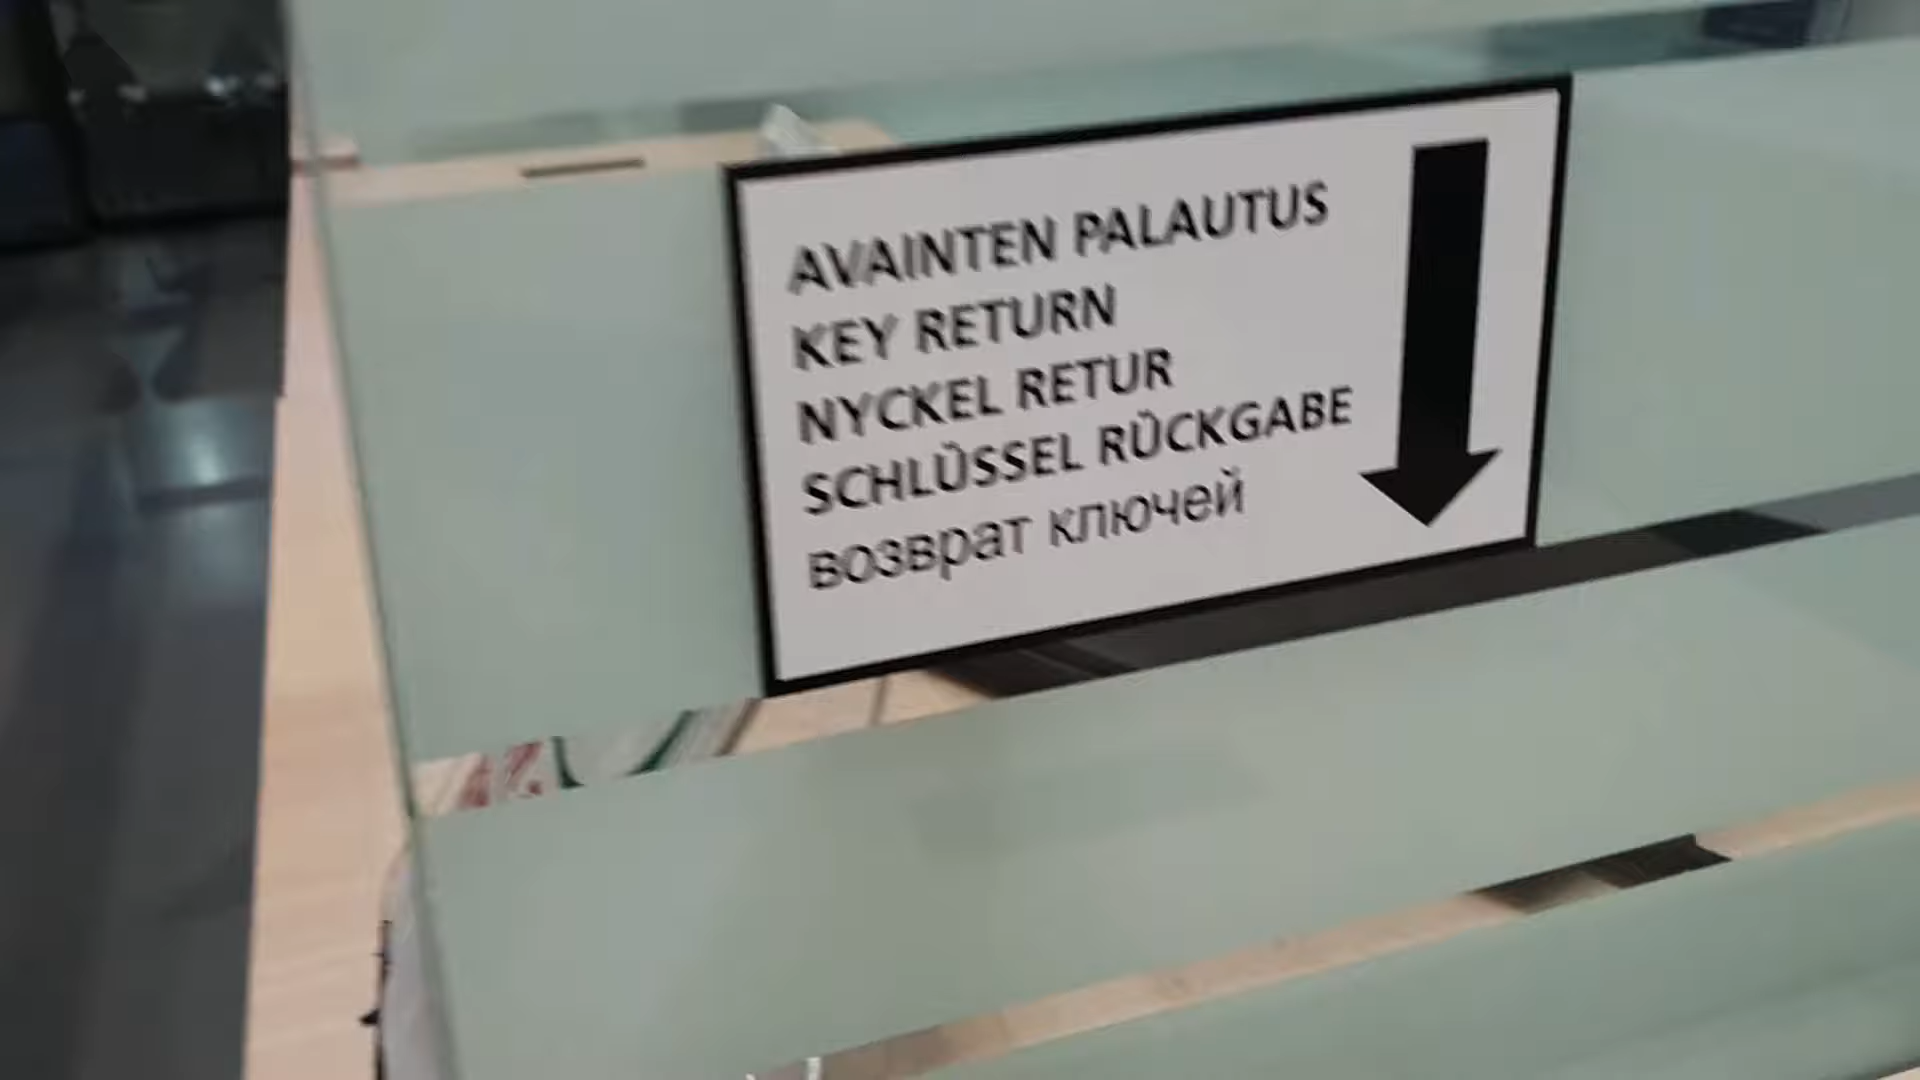 AVAINTEN PALAUTUS
KEY RETURN
NYCKEL RETUR
SCHLÜSSEL RÜCKGABE
возврат ключей